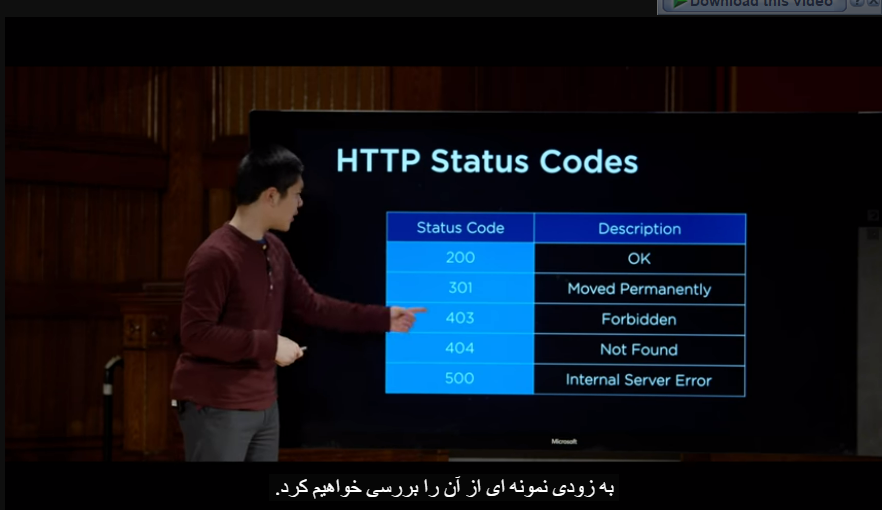 Download this video
HTTP Status Codes
Status Code Description
200 OK
301 Moved Permanently
403 Forbidden
404 Not Found
500 Internal Server Error
Microsoft
به زودی نمونه ای از آن را بررسی خواهیم کرد.